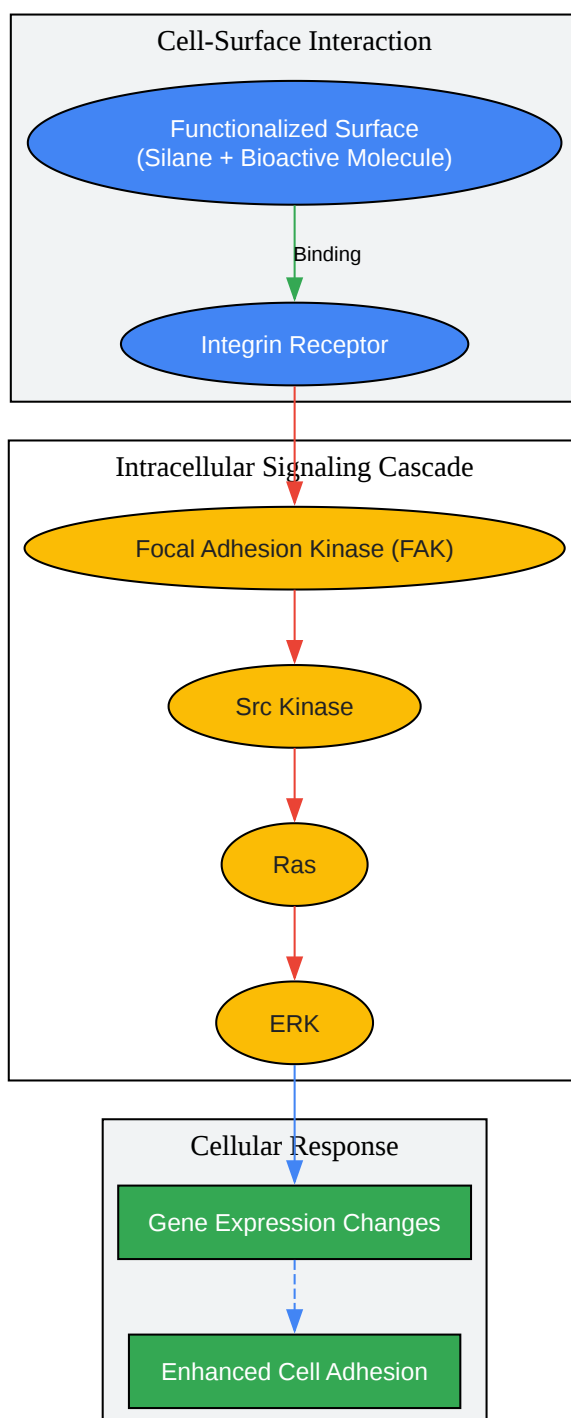 Cell-Surface Interaction
Functionalized Surface
(Silane + Bioactive Molecule)
Binding
Integrin Receptor
Intracellular Signaling Cascade
Focal Adhesion Kinase (FAK)
Src Kinase
Ras
ERK
Cellular Response
Gene Expression Changes
Enhanced Cell Adhesion